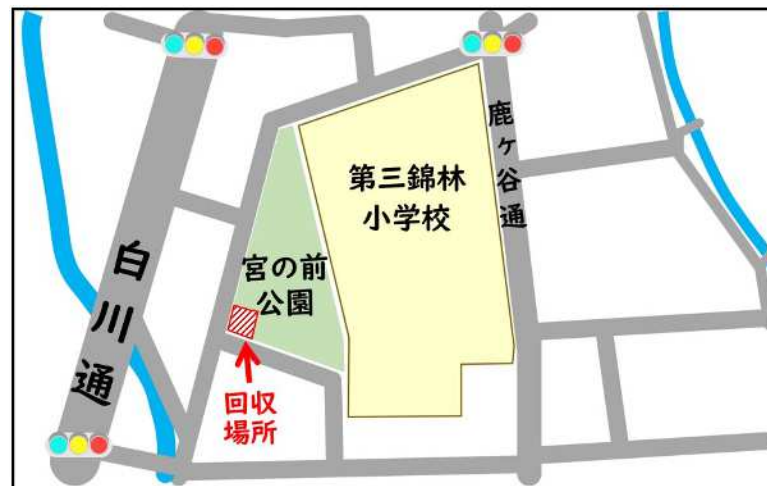 鹿ヶ谷通
第三錦林
小学校
宮の前
公園
白川通
回収
場所